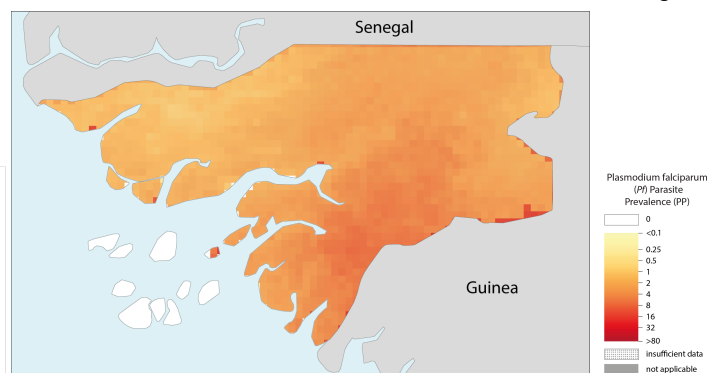 Senegal
Guinea
Plasmodium falciparum
(Pf) Parasite
Prevalence (PP)
0
<0.1
0.25
0.5
1
2
4
8
16
32
>80
insufficient data
not applicable